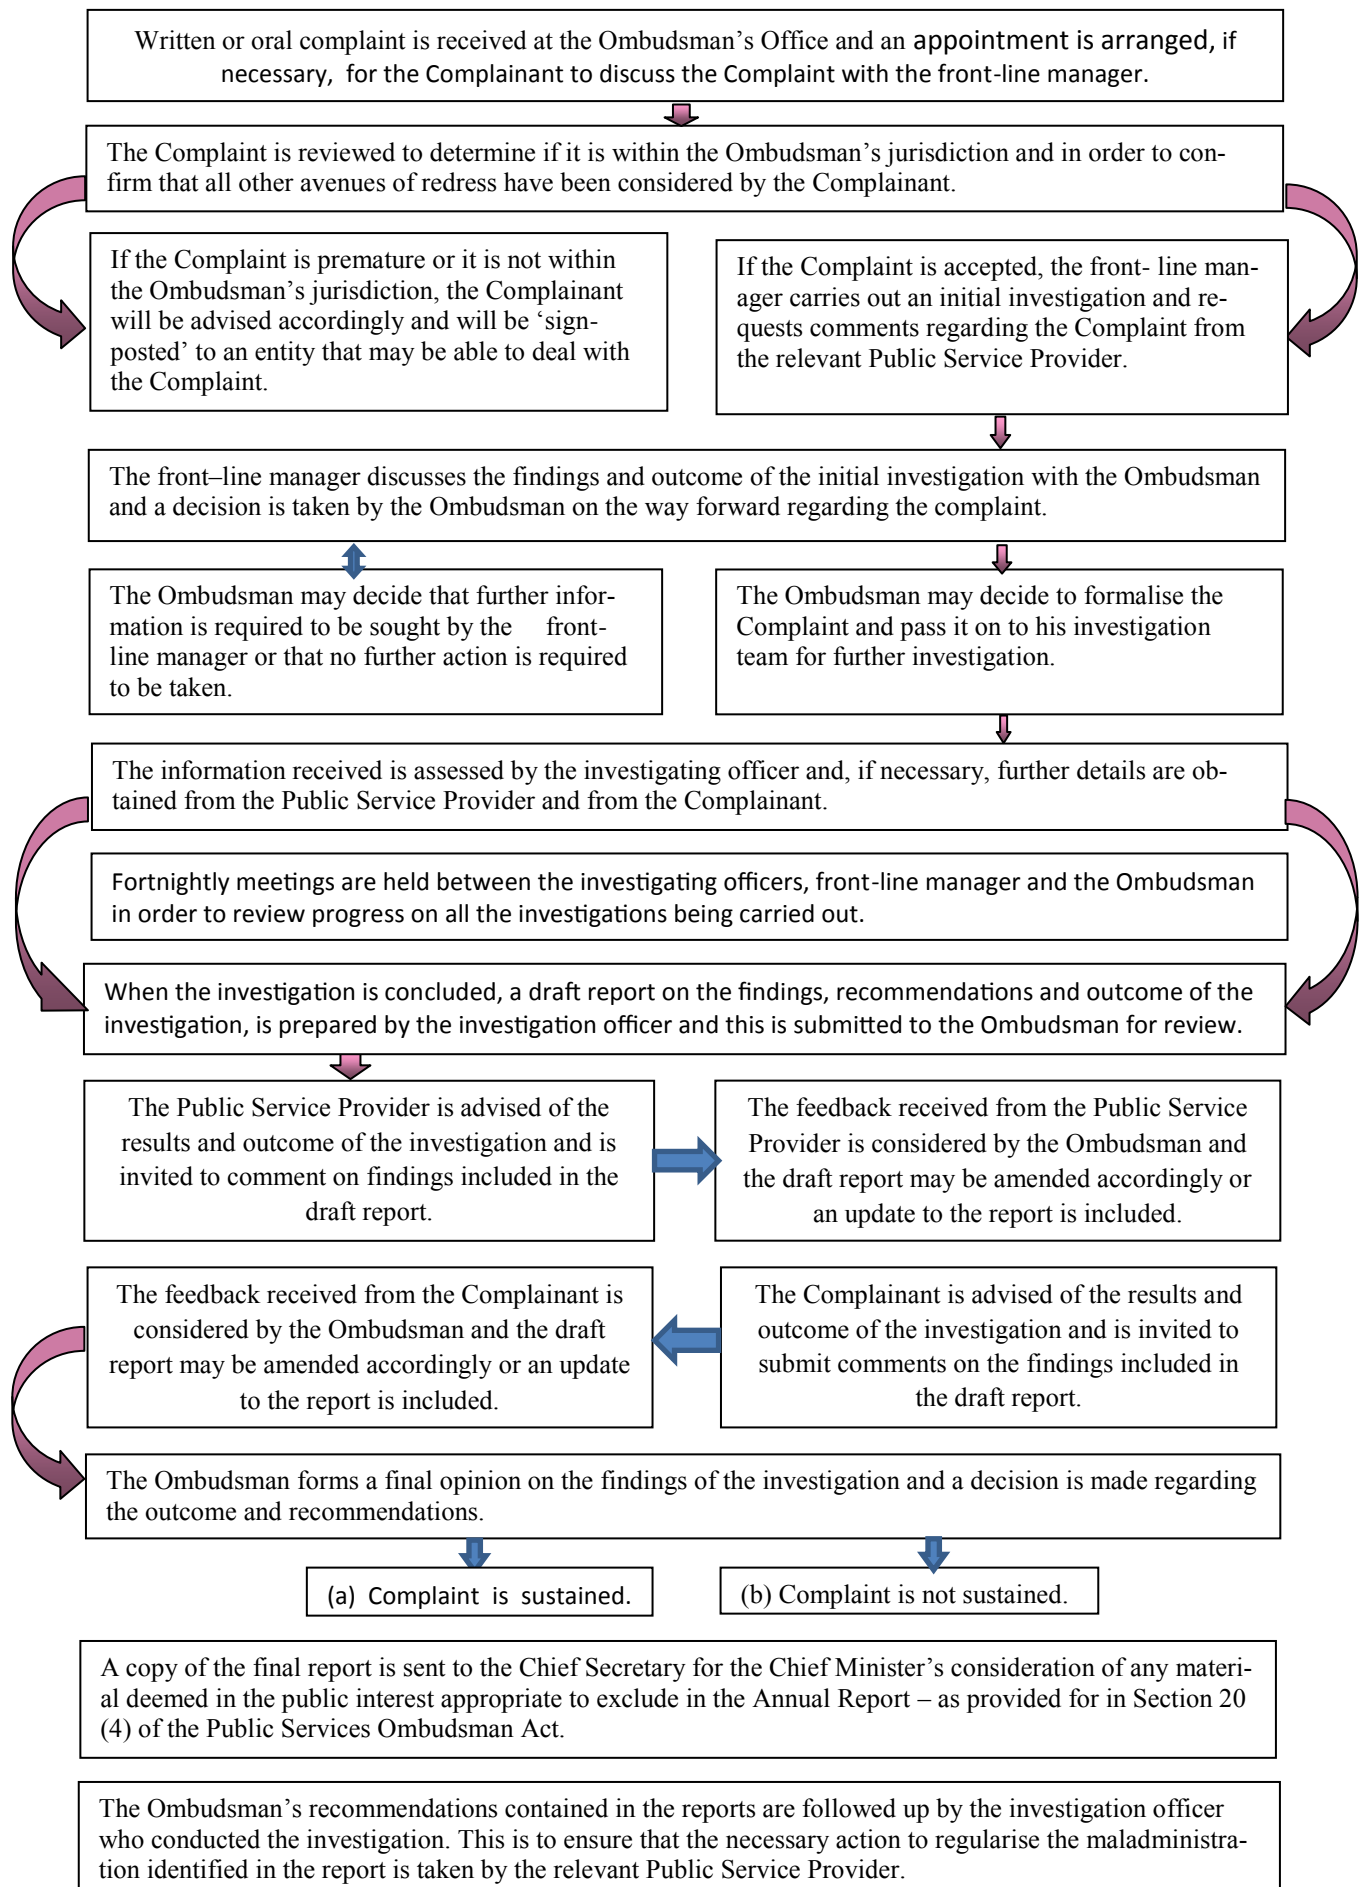 Written or oral complaint is received at the Ombudsman’s Office and an appointment is arranged, if
necessary, for the Complainant to discuss the Complaint with the front-line manager.
The Complaint is reviewed to determine if it is within the Ombudsman’s jurisdiction and in order to con-
firm that all other avenues of redress have been considered by the Complainant.
If the Complaint is premature or it is not within
the Ombudsman’s jurisdiction, the Complainant
will be advised accordingly and will be ‘sign-
posted’ to an entity that may be able to deal with
the Complaint.
If the Complaint is accepted, the front- line man-
ager carries out an initial investigation and re-
quests comments regarding the Complaint from
the relevant Public Service Provider.
The front–line manager discusses the findings and outcome of the initial investigation with the Ombudsman
and a decision is taken by the Ombudsman on the way forward regarding the complaint.
The Ombudsman may decide that further infor-
mation is required to be sought by the front-
line manager or that no further action is required
to be taken.
The Ombudsman may decide to formalise the
Complaint and pass it on to his investigation
team for further investigation.
The information received is assessed by the investigating officer and, if necessary, further details are ob-
tained from the Public Service Provider and from the Complainant.
Fortnightly meetings are held between the investigating officers, front-line manager and the Ombudsman
in order to review progress on all the investigations being carried out.
When the investigation is concluded, a draft report on the findings, recommendations and outcome of the
investigation, is prepared by the investigation officer and this is submitted to the Ombudsman for review.
The Public Service Provider is advised of the
results and outcome of the investigation and is
invited to comment on findings included in the
draft report.
The feedback received from the Public Service
Provider is considered by the Ombudsman and
the draft report may be amended accordingly or
an update to the report is included.
The feedback received from the Complainant is
considered by the Ombudsman and the draft
report may be amended accordingly or an update
to the report is included.
The Complainant is advised of the results and
outcome of the investigation and is invited to
submit comments on the findings included in
the draft report.
The Ombudsman forms a final opinion on the findings of the investigation and a decision is made regarding
the outcome and recommendations.
(a) Complaint is sustained.
(b) Complaint is not sustained.
A copy of the final report is sent to the Chief Secretary for the Chief Minister’s consideration of any materi-
al deemed in the public interest appropriate to exclude in the Annual Report – as provided for in Section 20
(4) of the Public Services Ombudsman Act.
The Ombudsman’s recommendations contained in the reports are followed up by the investigation officer
who conducted the investigation. This is to ensure that the necessary action to regularise the maladministra-
tion identified in the report is taken by the relevant Public Service Provider.